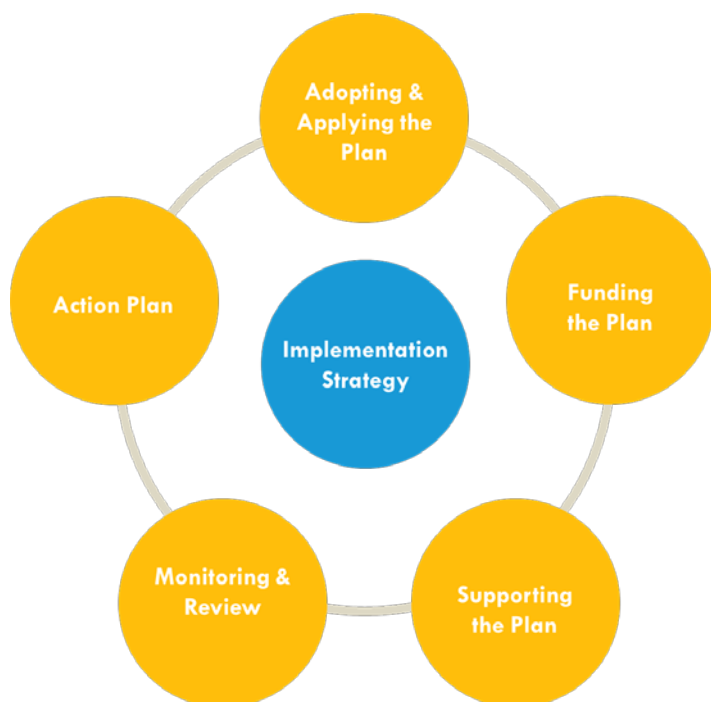 Adopting &
Applying the
Plan
Funding
the Plan
Supporting
the Plan
Monitoring &
Review
Action Plan
Implementation
Strategy